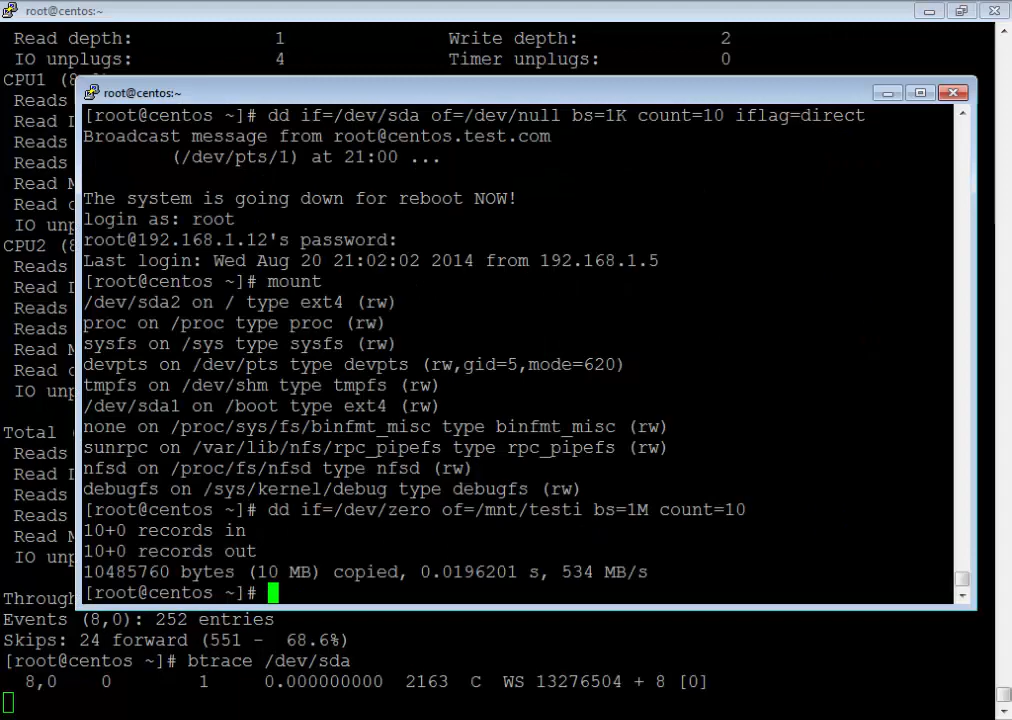 root@centos:~
Read depth: 1 Write depth: 2
IO unplugs: 4 Timer unplugs: 0
CPU1 (8
Reads
Read
Reads
Reads
Read
Read
IO unp
CPU2 (8
Reads
Read
Reads
Reads
Read
Read
IO unp
Total (
Reads
Read
Reads
Read
IO unp
Through
root@centos:~
[root@centos ~]# dd if=/dev/sda of=/dev/null bs=1K count=10 iflag=direct
Broadcast message from root@centos.test.com
(/dev/pts/1) at 21:00 ...
The system is going down for reboot NOW!
login as: root
root@192.168.1.12's password:
Last login: Wed Aug 20 21:02:02 2014 from 192.168.1.5
[root@centos ~]# mount
/dev/sda2 on / type ext4 (rw)
proc on /proc type proc (rw)
sysfs on /sys type sysfs (rw)
devpts on /dev/pts type devpts (rw,gid=5,mode=620)
tmpfs on /dev/shm type tmpfs (rw)
/dev/sda1 on /boot type ext4 (rw)
none on /proc/sys/fs/binfmt_misc type binfmt_misc (rw)
sunrpc on /var/lib/nfs/rpc_pipefs type rpc_pipefs (rw)
nfsd on /proc/fs/nfsd type nfsd (rw)
debugfs on /sys/kernel/debug type debugfs (rw)
[root@centos ~]# dd if=/dev/zero of=/mnt/testi bs=1M count=10
10+0 records in
10+0 records out
10485760 bytes (10 MB) copied, 0.0196201 s, 534 MB/s
[root@centos ~]#
Events (8,0): 252 entries
Skips: 24 forward (551 - 68.6%)
[root@centos ~]# btrace /dev/sda
8,0 0 1 0.000000000 2163 C WS 13276504 + 8 [0]